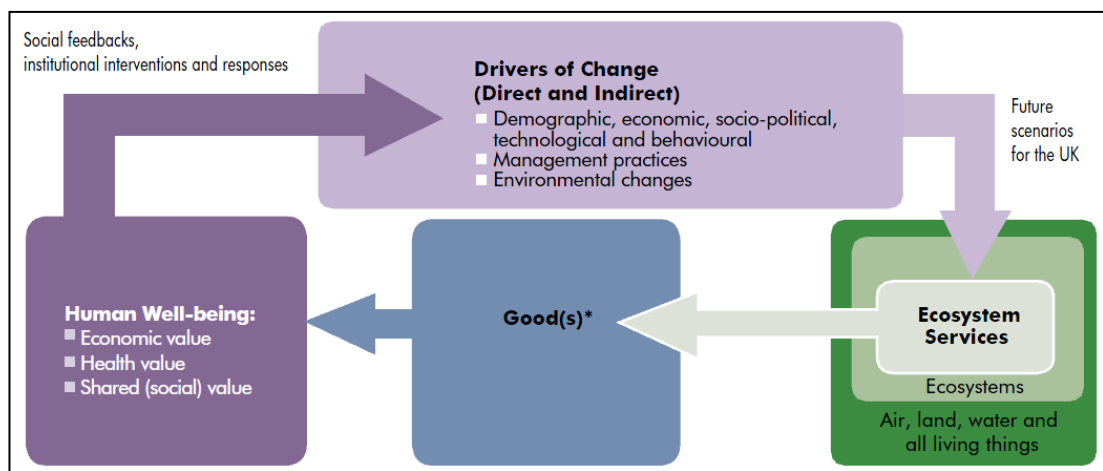 Social feedbacks,
institutional interventions and responses
Drivers of Change
(Direct and Indirect)
Demographic, economic, socio-political,
technological and behavioural
Management practices
Environmental changes
Future
scenarios
for the UK
Human Well-being:
Economic value
Health value
Shared (social) value
Good(s)*
Ecosystem
Services
Ecosystems
Air, land, water and
all living things